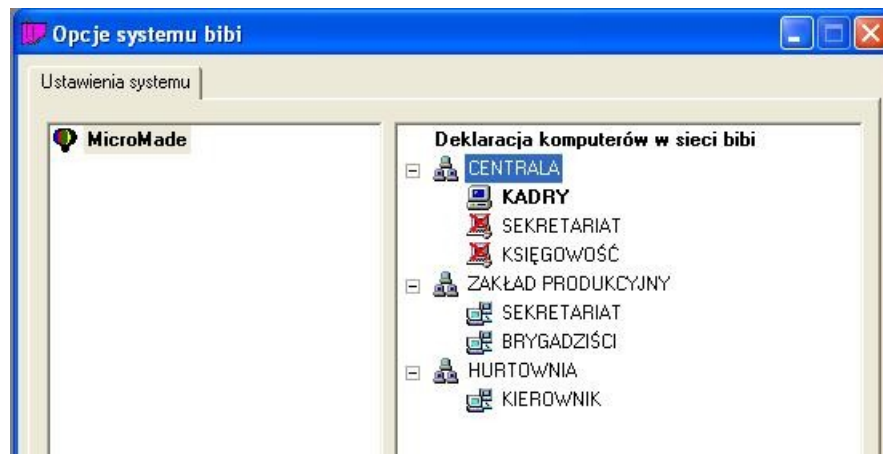 Opcje systemu bibi
Ustawienia systemu
MicroMade
Deklaracja komputerów w sieci bibi
CENTRALA
KADRY
SEKRETARIAT
KSIĘGOWOŚĆ
ZAKŁAD PRODUKCYJNY
SEKRETARIAT
BRYGADZIŚCI
HURTOWNIA
KIEROWNIK